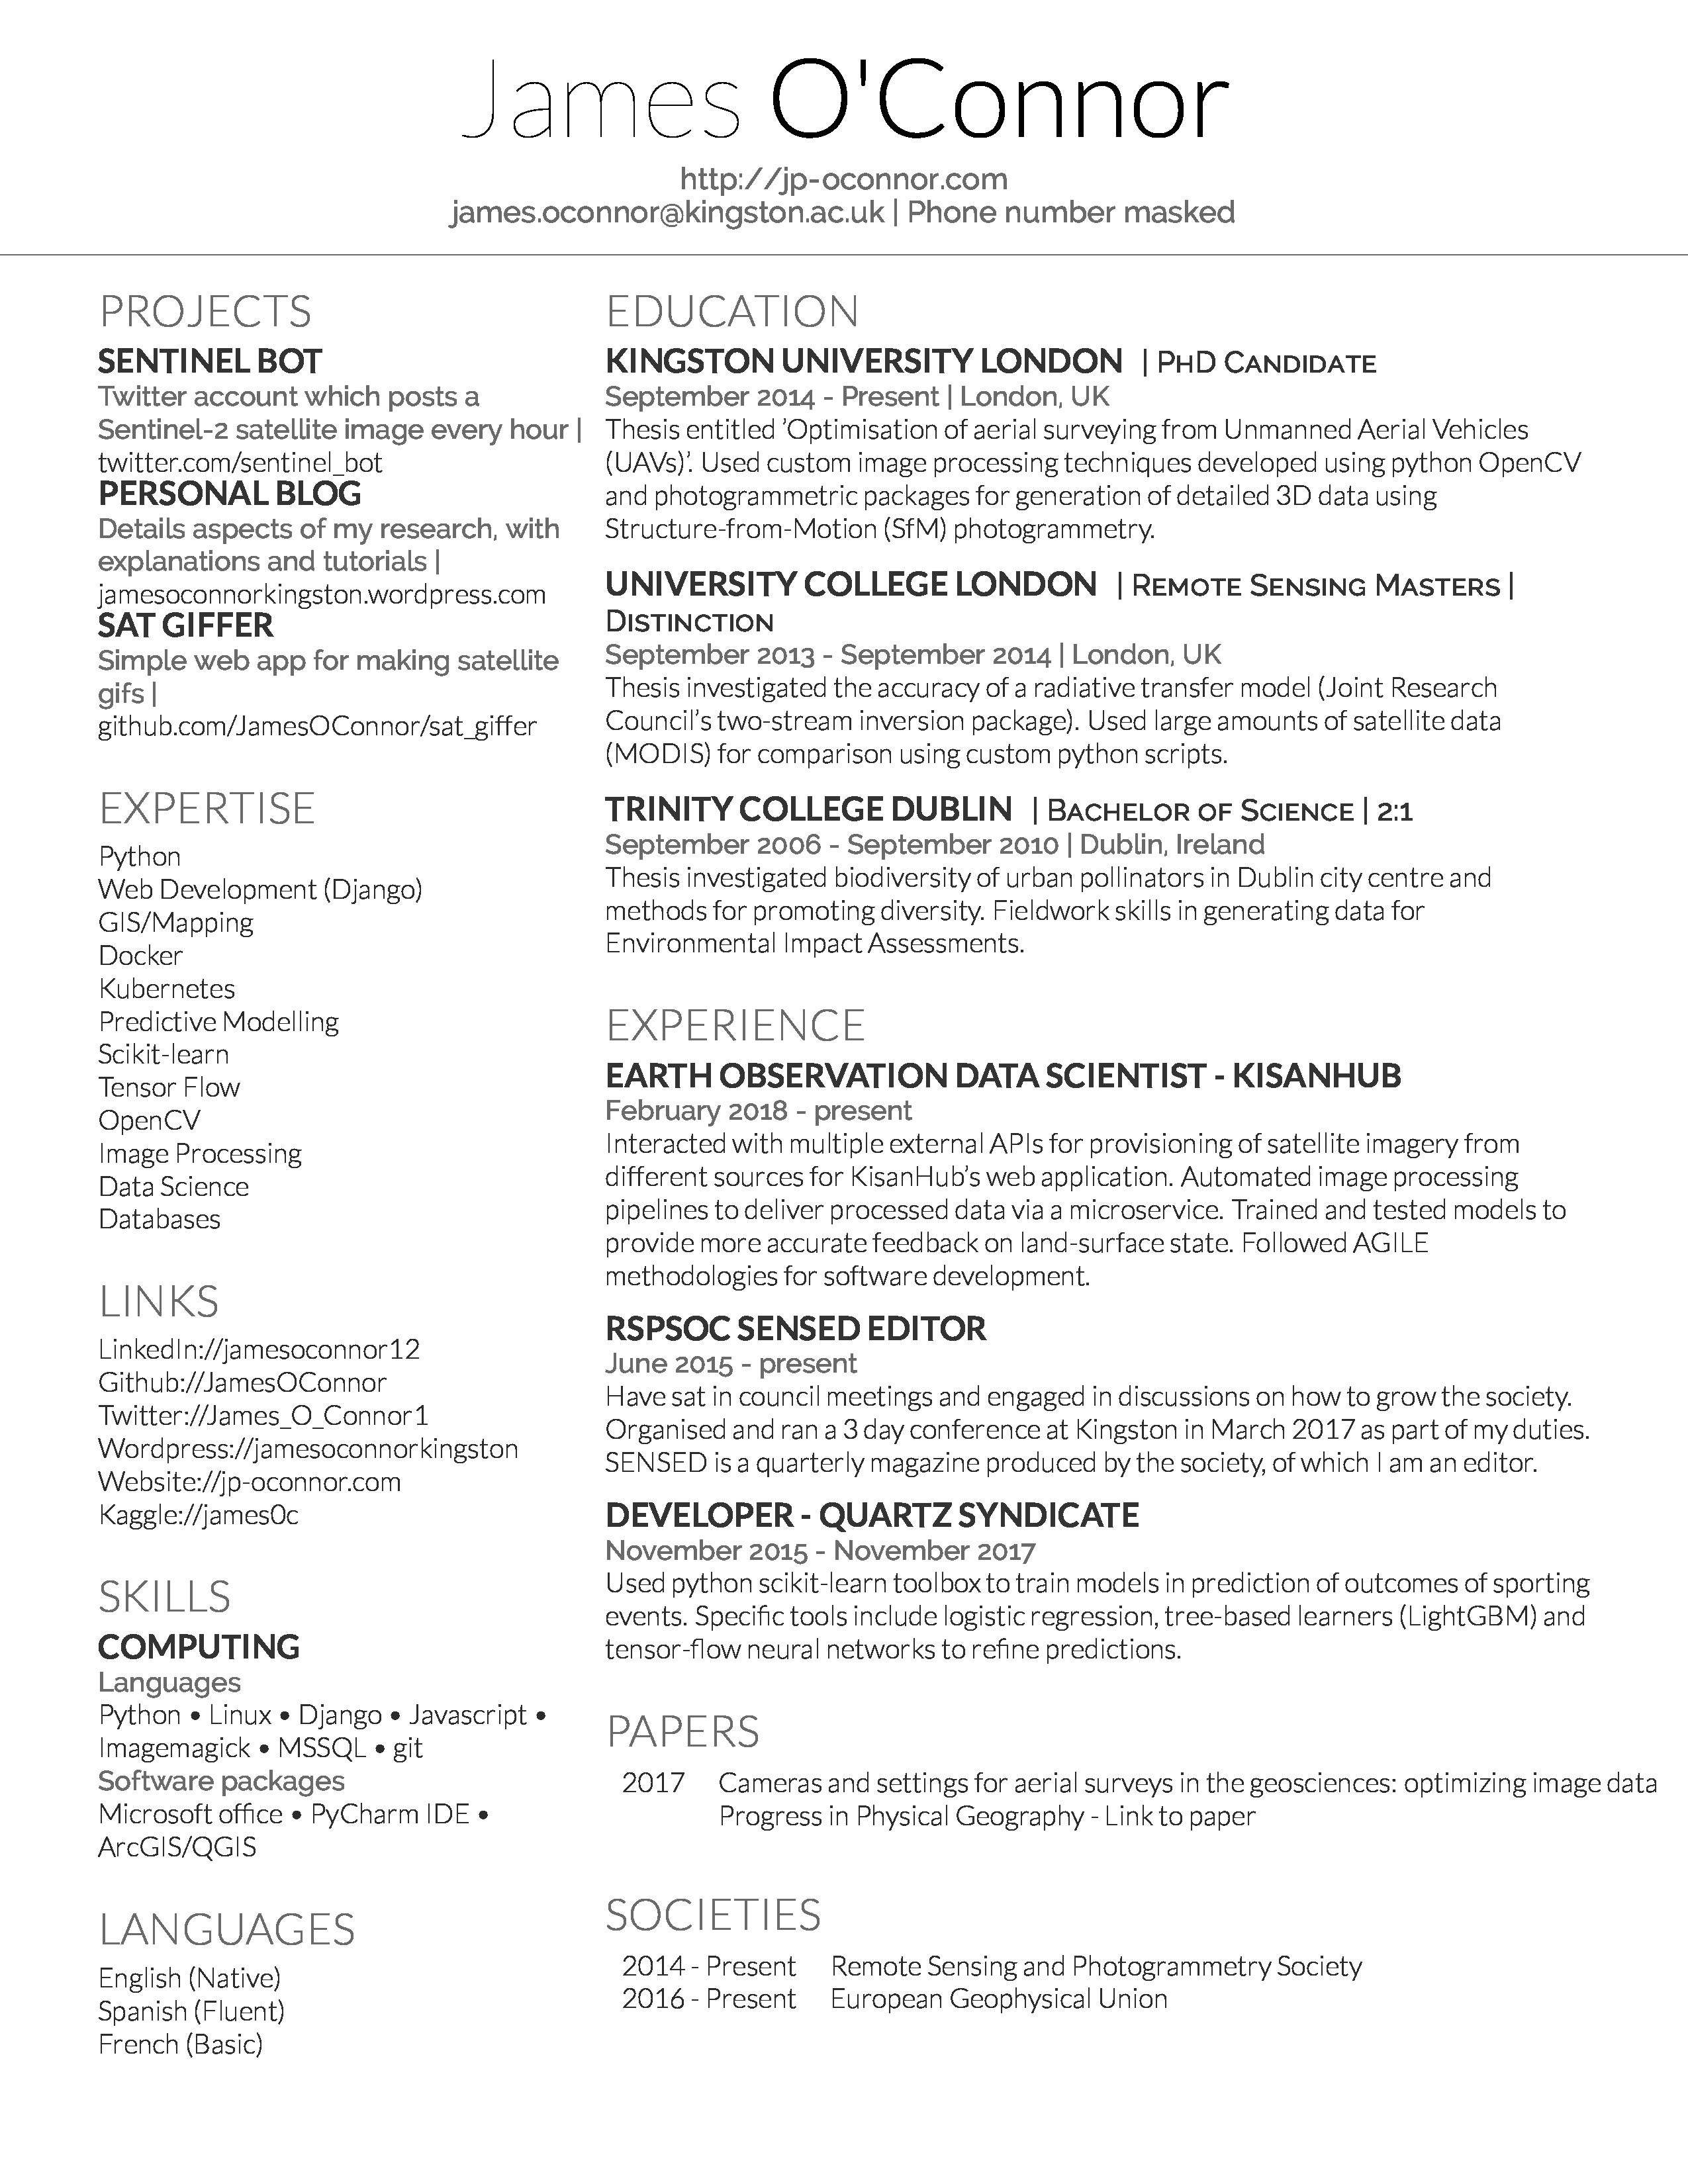 James O'Connor
http://jp-oconnor.com
james.oconnor@kingston.ac.uk | Phone number masked
PROJECTS
SENTINEL BOT
Twitter account which posts a
Sentinel-2 satellite image every hour |
twitter.com/sentinel_bot
PERSONAL BLOG
Details aspects of my research, with
explanations and tutorials |
jamesoconnorkingston.wordpress.com
SAT GIFFER
Simple web app for making satellite
gifs |
github.com/JamesOConnor/sat_giffer
EXPERTISE
Python
Web Development (Django)
GIS/Mapping
Docker
Kubernetes
Predictive Modelling
Scikit-learn
Tensor Flow
OpenCV
Image Processing
Data Science
Databases
LINKS
LinkedIn://jamesoconnor12
Github://JamesOConnor
Twitter://James_O_Connor1
Wordpress://jamesoconnorkingston
Website://jp-oconnor.com
Kaggle://james0c
SKILLS
COMPUTING
Languages
Python • Linux • Django • Javascript •
Imagemagick • MSSQL • git
Software packages
Microsoft office • PyCharm IDE •
ArcGIS/QGIS
LANGUAGES
English (Native)
Spanish (Fluent)
French (Basic)
EDUCATION
KINGSTON UNIVERSITY LONDON | PhD Candidate
September 2014 - Present | London, UK
Thesis entitled 'Optimisation of aerial surveying from Unmanned Aerial Vehicles
(UAVs)'. Used custom image processing techniques developed using python OpenCV
and photogrammetric packages for generation of detailed 3D data using
Structure-from-Motion (SfM) photogrammetry.
UNIVERSITY COLLEGE LONDON | Remote Sensing Masters |
Distinction
September 2013 - September 2014 | London, UK
Thesis investigated the accuracy of a radiative transfer model (Joint Research
Council's two-stream inversion package). Used large amounts of satellite data
(MODIS) for comparison using custom python scripts.
TRINITY COLLEGE DUBLIN | Bachelor of Science | 2:1
September 2006 - September 2010 | Dublin, Ireland
Thesis investigated biodiversity of urban pollinators in Dublin city centre and
methods for promoting diversity. Fieldwork skills in generating data for
Environmental Impact Assessments.
EXPERIENCE
EARTH OBSERVATION DATA SCIENTIST - KISANHUB
February 2018 - present
Interacted with multiple external APIs for provisioning of satellite imagery from
different sources for KisanHub's web application. Automated image processing
pipelines to deliver processed data via a microservice. Trained and tested models to
provide more accurate feedback on land-surface state. Followed AGILE
methodologies for software development.
RSPSOC SENSED EDITOR
June 2015 - present
Have sat in council meetings and engaged in discussions on how to grow the society.
Organised and ran a 3 day conference at Kingston in March 2017 as part of my duties.
SENSED is a quarterly magazine produced by the society, of which I am an editor.
DEVELOPER - QUARTZ SYNDICATE
November 2015 - November 2017
Used python scikit-learn toolbox to train models in prediction of outcomes of sporting
events. Specific tools include logistic regression, tree-based learners (LightGBM) and
tensor-flow neural networks to refine predictions.
PAPERS
2017 Cameras and settings for aerial surveys in the geosciences: optimizing image data
Progress in Physical Geography - Link to paper
SOCIETIES
2014 - Present Remote Sensing and Photogrammetry Society
2016 - Present European Geophysical Union